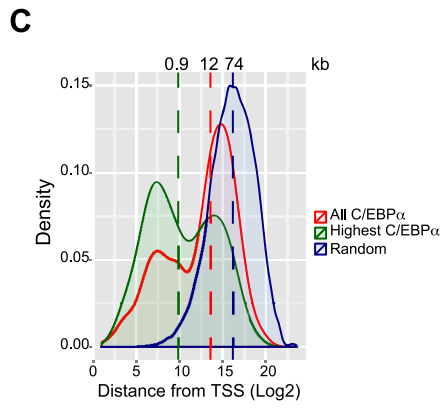 C
0.9 12 74 kb
0.15
0.10
0.05
0.00
Density
0 5 10 15 20
Distance from TSS (Log2)
All C/EBPα
Highest C/EBPα
Random